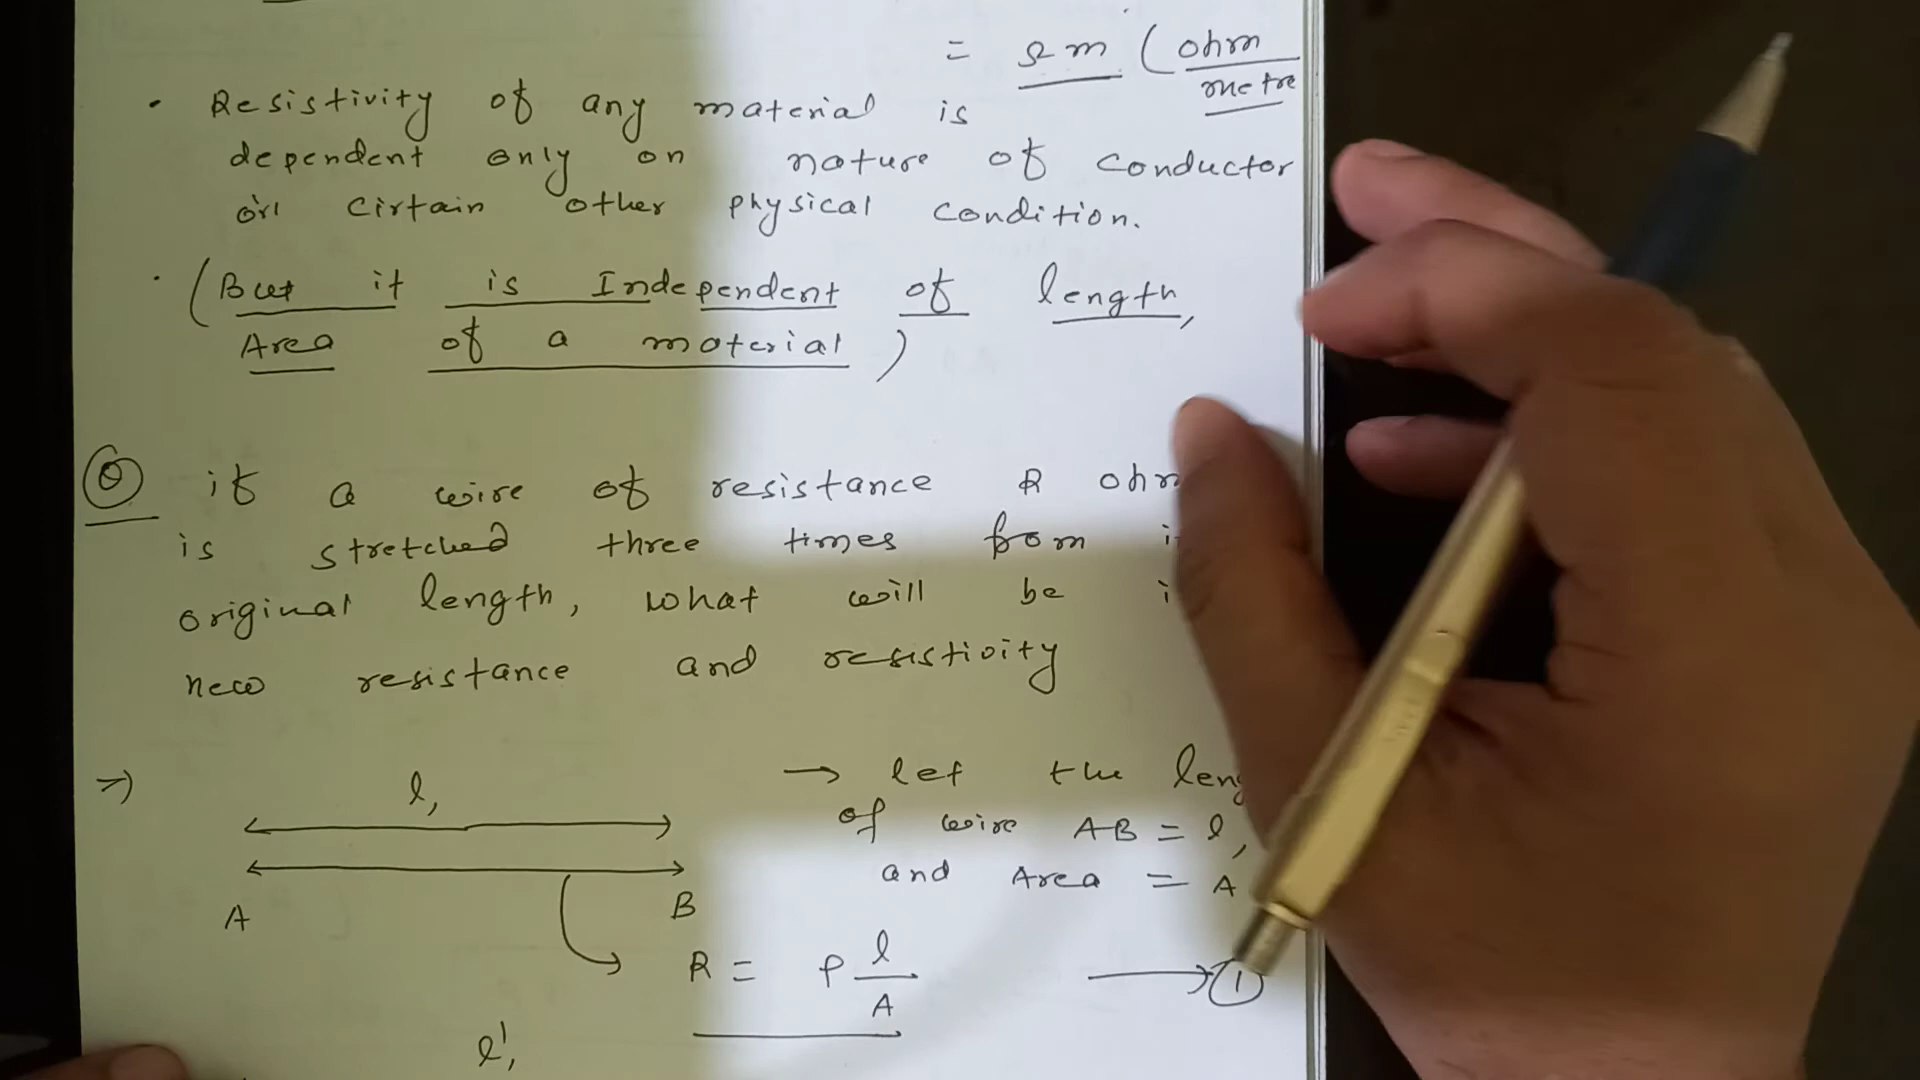 = Ω m ( ohm
metre
• Resistivity of any material is
dependent only on nature of conductor
or cirtain other physical condition.
• (But it is Independent of length,
Area of a material)
Q if a wire of resistance R ohm
is stretched three times from
original length, what will be
new resistance and resistivity
⇒) l, → let the
of wire AB = l,
and Area = A
A B
R = ρ l/A → 1
l',